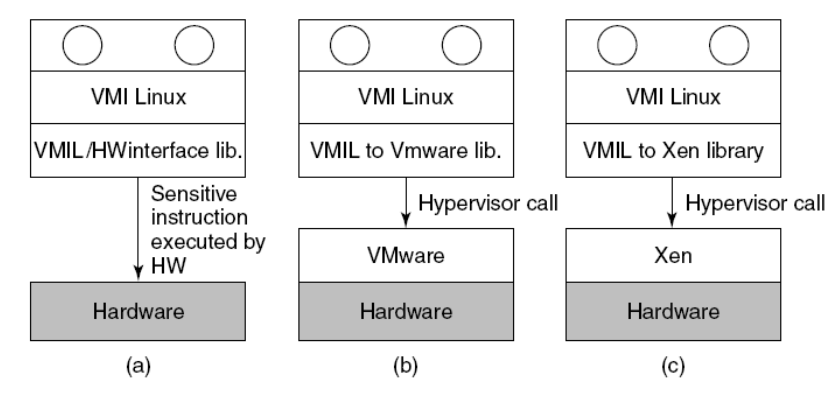 VMI Linux
VMIL/HWinterface lib.
Sensitive
instruction
executed by
HW
Hardware
(a)
VMI Linux
VMIL to Vmware lib.
Hypervisor call
VMware
Hardware
(b)
VMI Linux
VMIL to Xen library
Hypervisor call
Xen
Hardware
(c)